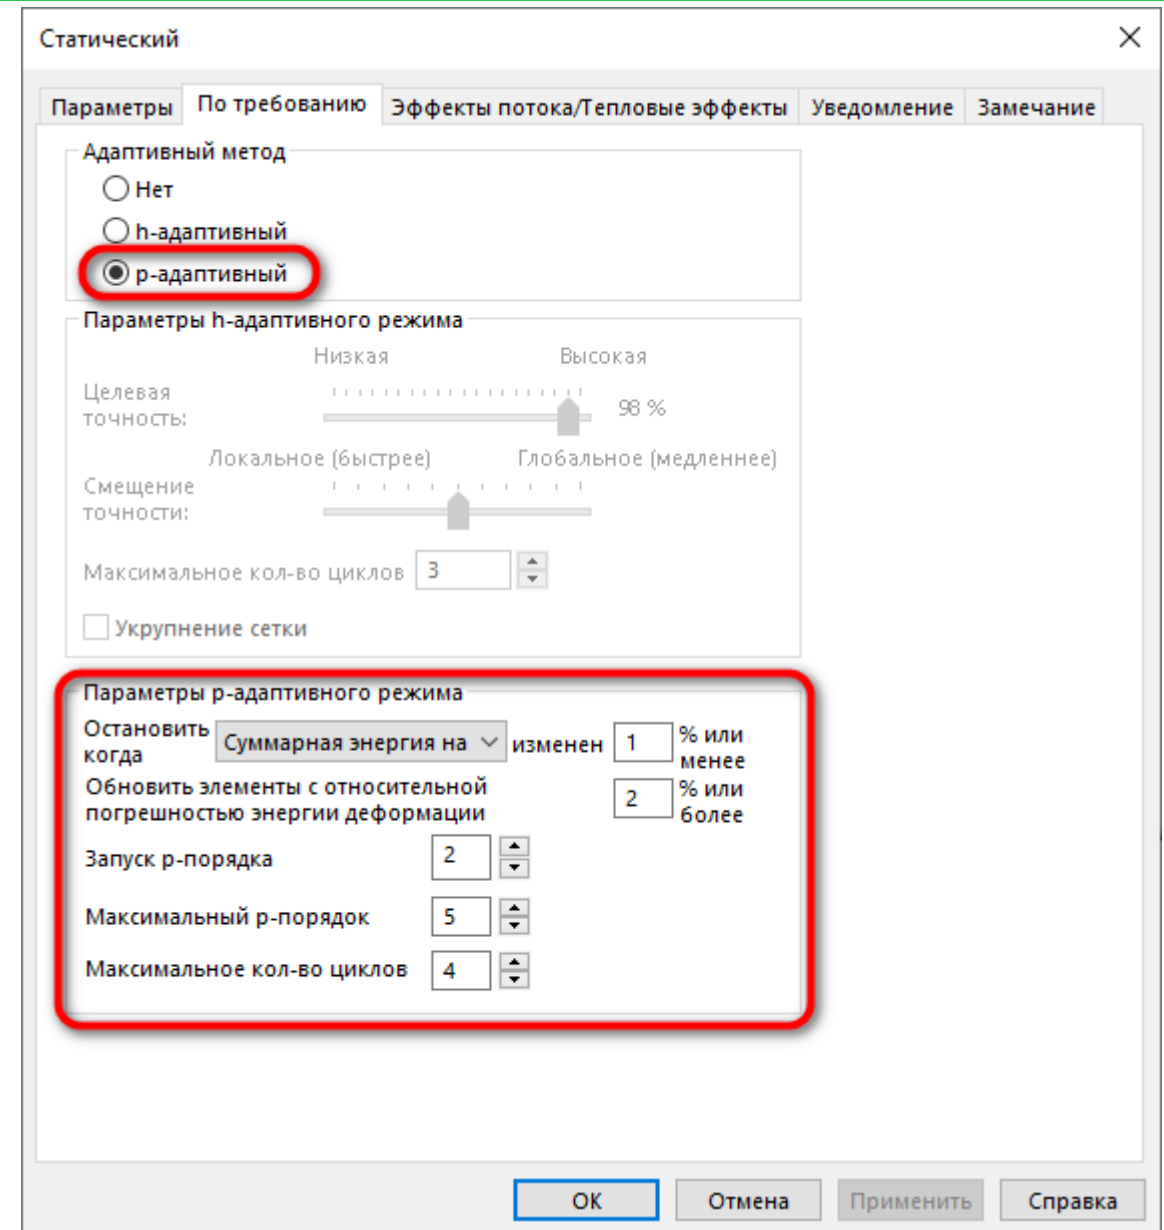 Статический
Параметры По требованию Эффекты потока/Тепловые эффекты Уведомление Замечание
Адаптивный метод
Нет
h-адаптивный
p-адаптивный
Параметры h-адаптивного режима
Низкая Высокая
Целевая
точность:
98 %
Локальное (быстрее) Глобальное (медленнее)
Смещение
точности:
Максимальное кол-во циклов 3
Укрупнение сетки
Параметры p-адаптивного режима
Остановить
когда
Суммарная энергия на изменен 1
% или
менее
Обновить элементы с относительной
погрешностью энергии деформации
2
% или
более
Запуск p-порядка 2
Максимальный p-порядок 5
Максимальное кол-во циклов 4
OK Отмена Применить Справка